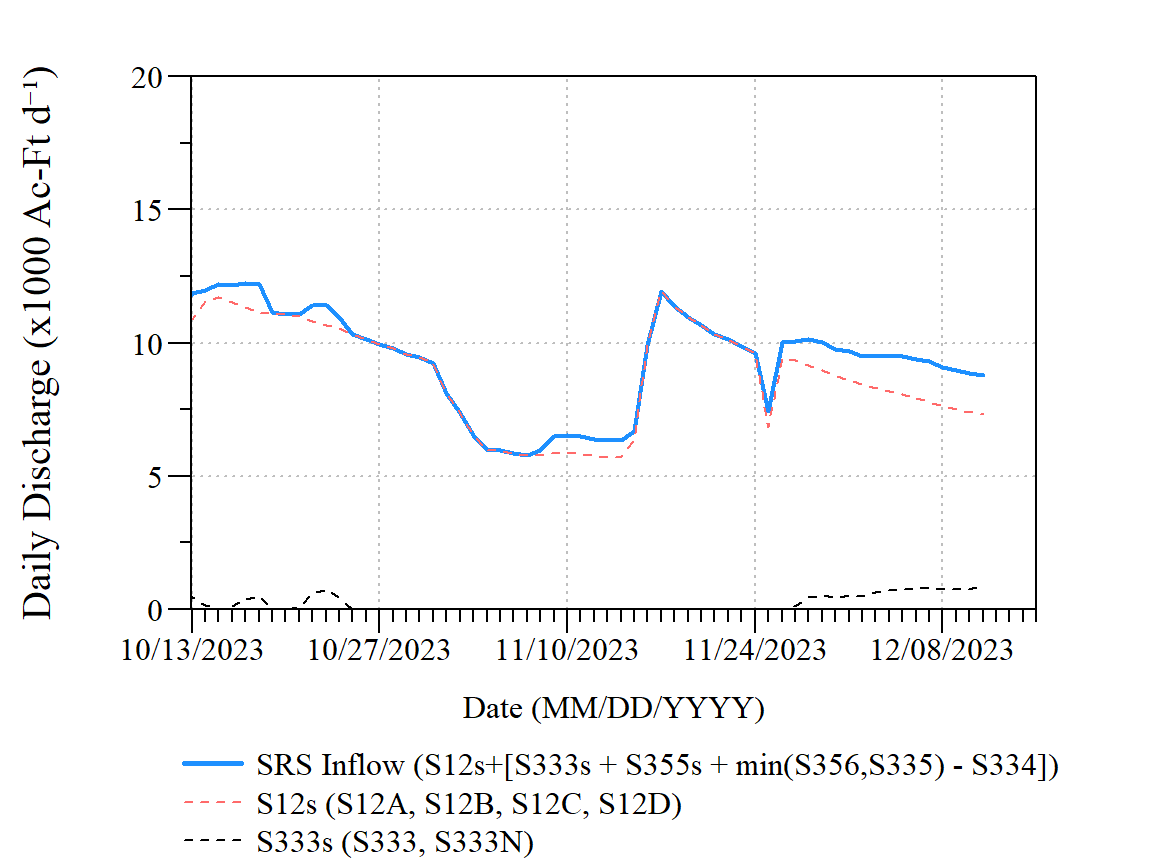 Daily Discharge (x1000 Ac-Ft d⁻¹)
20
15
10
5
0
10/13/2023 10/27/2023 11/10/2023 11/24/2023 12/08/2023
Date (MM/DD/YYYY)
SRS Inflow (S12s+[S333s + S355s + min(S356,S335) - S334])
S12s (S12A, S12B, S12C, S12D)
S333s (S333, S333N)